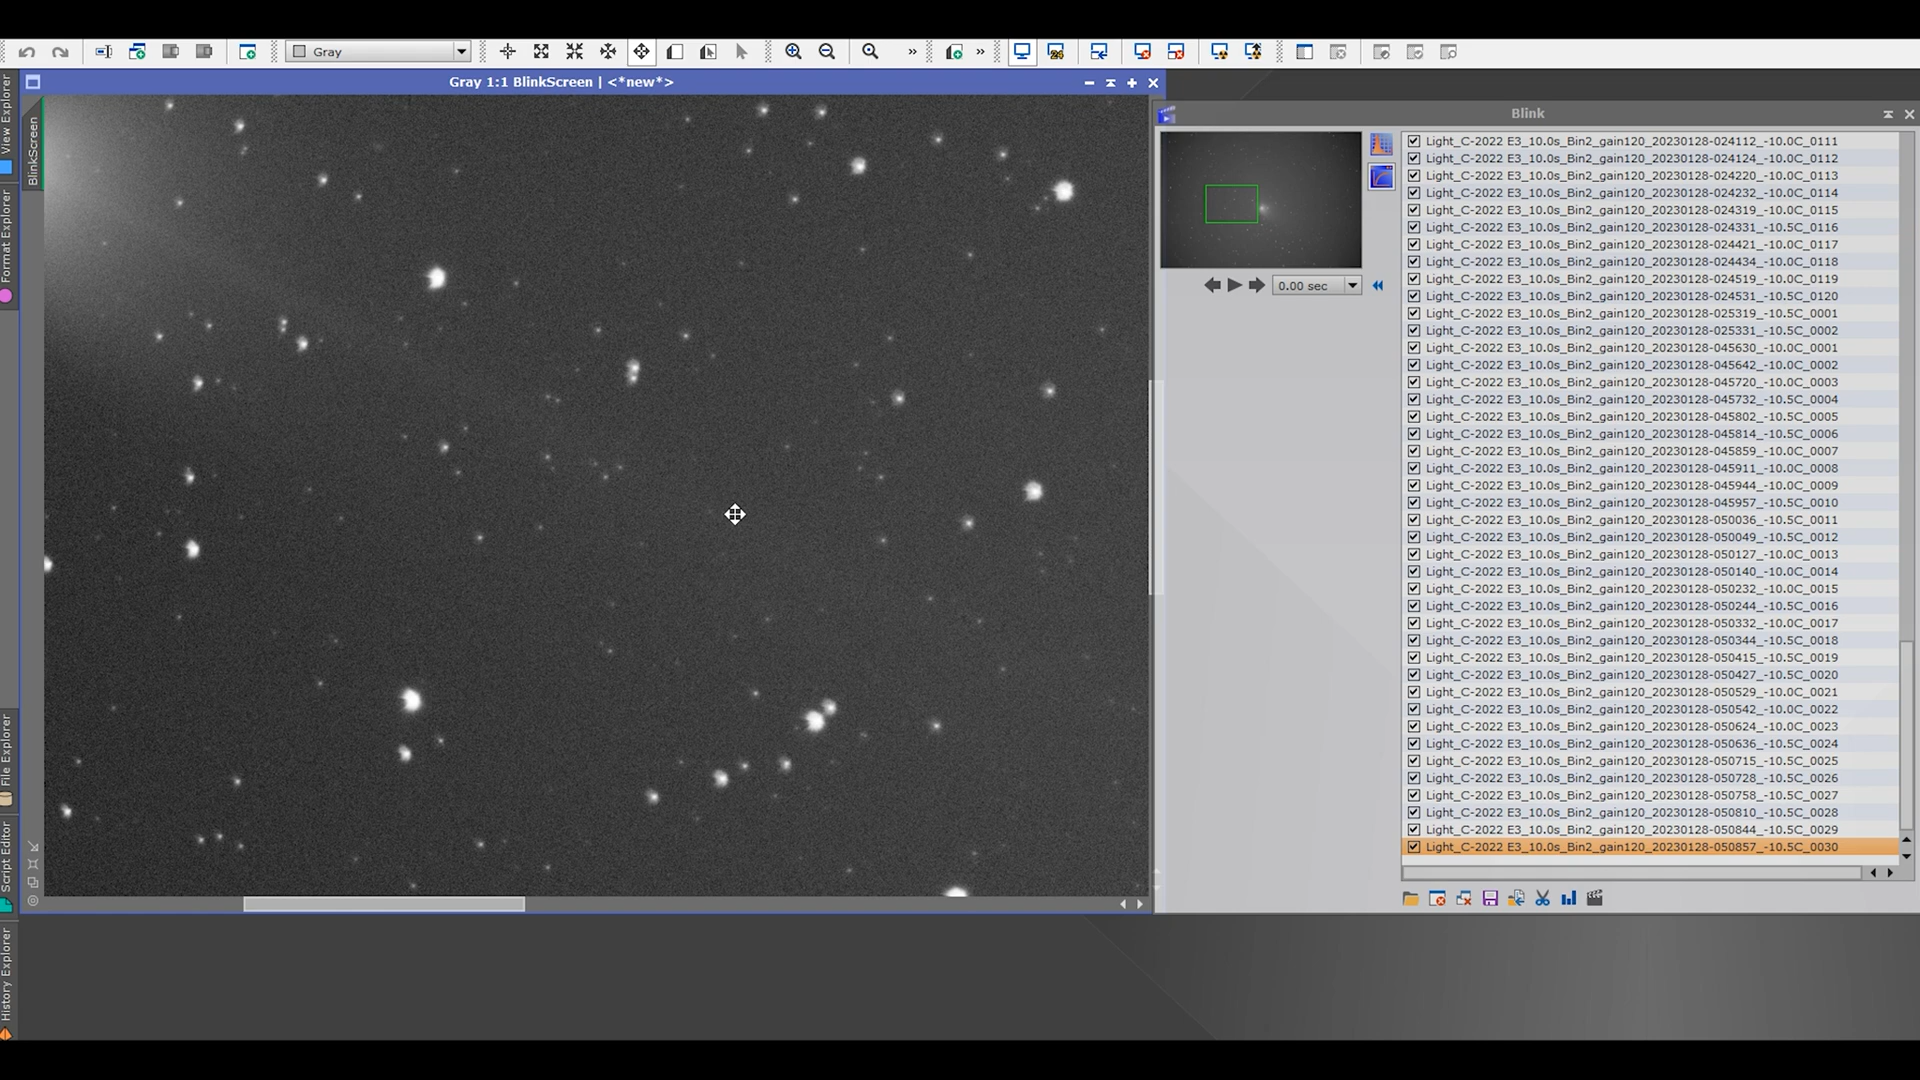 Gray
Gray 1:1 BlinkScreen | <*new*>
View Explorer
Format Explorer
File Explorer
Script Editor
History Explorer
BlinkScreen
Blink
0.00 sec
Light_C-2022 E3_10.0s_Bin2_gain120_20230128-024112_-10.0C_0111
Light_C-2022 E3_10.0s_Bin2_gain120_20230128-024124_-10.0C_0112
Light_C-2022 E3_10.0s_Bin2_gain120_20230128-024220_-10.0C_0113
Light_C-2022 E3_10.0s_Bin2_gain120_20230128-024232_-10.0C_0114
Light_C-2022 E3_10.0s_Bin2_gain120_20230128-024319_-10.0C_0115
Light_C-2022 E3_10.0s_Bin2_gain120_20230128-024331_-10.5C_0116
Light_C-2022 E3_10.0s_Bin2_gain120_20230128-024421_-10.0C_0117
Light_C-2022 E3_10.0s_Bin2_gain120_20230128-024434_-10.0C_0118
Light_C-2022 E3_10.0s_Bin2_gain120_20230128-024519_-10.0C_0119
Light_C-2022 E3_10.0s_Bin2_gain120_20230128-024531_-10.5C_0120
Light_C-2022 E3_10.0s_Bin2_gain120_20230128-025319_-10.0C_0001
Light_C-2022 E3_10.0s_Bin2_gain120_20230128-025331_-10.5C_0002
Light_C-2022 E3_10.0s_Bin2_gain120_20230128-045630_-10.0C_0001
Light_C-2022 E3_10.0s_Bin2_gain120_20230128-045642_-10.0C_0002
Light_C-2022 E3_10.0s_Bin2_gain120_20230128-045720_-10.0C_0003
Light_C-2022 E3_10.0s_Bin2_gain120_20230128-045732_-10.0C_0004
Light_C-2022 E3_10.0s_Bin2_gain120_20230128-045802_-10.0C_0005
Light_C-2022 E3_10.0s_Bin2_gain120_20230128-045814_-10.5C_0006
Light_C-2022 E3_10.0s_Bin2_gain120_20230128-045859_-10.0C_0007
Light_C-2022 E3_10.0s_Bin2_gain120_20230128-045911_-10.0C_0008
Light_C-2022 E3_10.0s_Bin2_gain120_20230128-045944_-10.0C_0009
Light_C-2022 E3_10.0s_Bin2_gain120_20230128-045957_-10.5C_0010
Light_C-2022 E3_10.0s_Bin2_gain120_20230128-050036_-10.5C_0011
Light_C-2022 E3_10.0s_Bin2_gain120_20230128-050049_-10.5C_0012
Light_C-2022 E3_10.0s_Bin2_gain120_20230128-050127_-10.0C_0013
Light_C-2022 E3_10.0s_Bin2_gain120_20230128-050140_-10.0C_0014
Light_C-2022 E3_10.0s_Bin2_gain120_20230128-050232_-10.0C_0015
Light_C-2022 E3_10.0s_Bin2_gain120_20230128-050244_-10.5C_0016
Light_C-2022 E3_10.0s_Bin2_gain120_20230128-050332_-10.0C_0017
Light_C-2022 E3_10.0s_Bin2_gain120_20230128-050344_-10.5C_0018
Light_C-2022 E3_10.0s_Bin2_gain120_20230128-050415_-10.5C_0019
Light_C-2022 E3_10.0s_Bin2_gain120_20230128-050427_-10.5C_0020
Light_C-2022 E3_10.0s_Bin2_gain120_20230128-050529_-10.0C_0021
Light_C-2022 E3_10.0s_Bin2_gain120_20230128-050542_-10.0C_0022
Light_C-2022 E3_10.0s_Bin2_gain120_20230128-050624_-10.0C_0023
Light_C-2022 E3_10.0s_Bin2_gain120_20230128-050636_-10.5C_0024
Light_C-2022 E3_10.0s_Bin2_gain120_20230128-050715_-10.5C_0025
Light_C-2022 E3_10.0s_Bin2_gain120_20230128-050728_-10.5C_0026
Light_C-2022 E3_10.0s_Bin2_gain120_20230128-050758_-10.5C_0027
Light_C-2022 E3_10.0s_Bin2_gain120_20230128-050810_-10.5C_0028
Light_C-2022 E3_10.0s_Bin2_gain120_20230128-050844_-10.5C_0029
Light_C-2022 E3_10.0s_Bin2_gain120_20230128-050857_-10.5C_0030